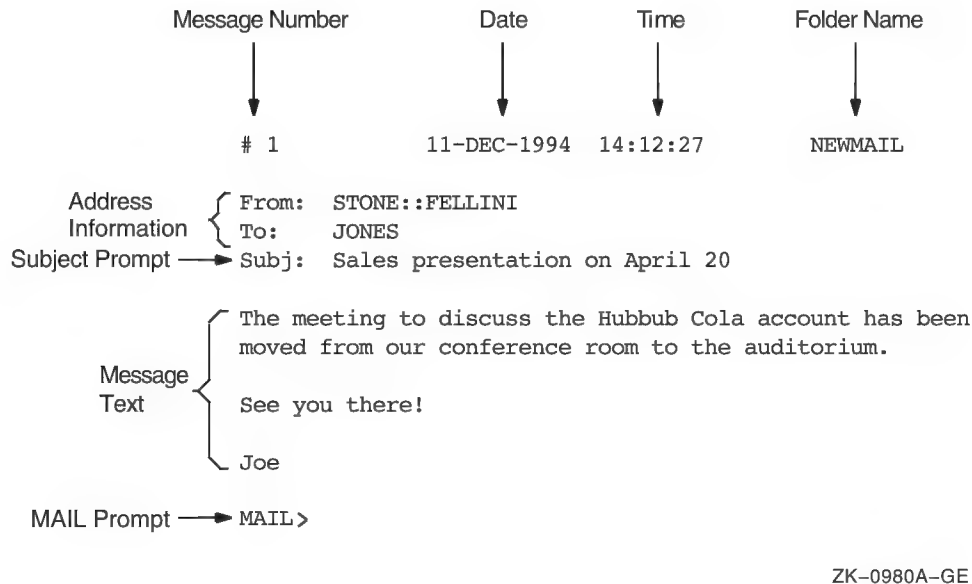 Message Number Date Time Folder Name
# 1 11-DEC-1994 14:12:27 NEWMAIL
Address Information
From: STONE::FELLINI
To: JONES
Subject Prompt Subj: Sales presentation on April 20
Message Text
The meeting to discuss the Hubbub Cola account has been
moved from our conference room to the auditorium.
See you there!
Joe
MAIL Prompt MAIL>
ZK-0980A-GE